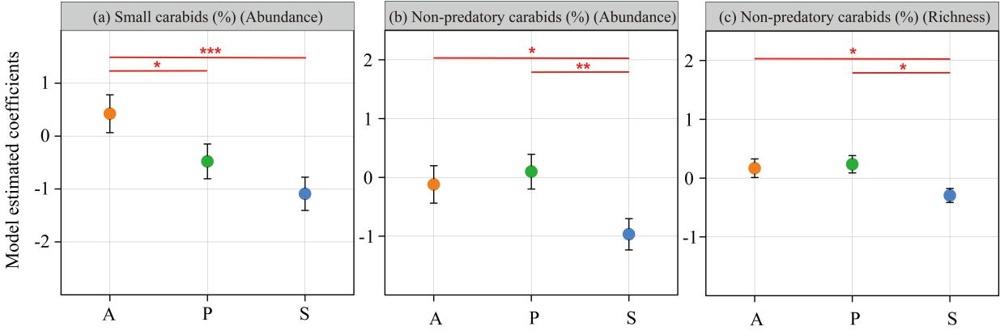 (a) Small carabids (%) (Abundance)
(b) Non-predatory carabids (%) (Abundance)
(c) Non-predatory carabids (%) (Richness)
Model estimated coefficients
1
0
-1
-2
***
*
A
P
S
2
1
0
-1
*
**
A
P
S
2
1
0
-1
*
*
A
P
S